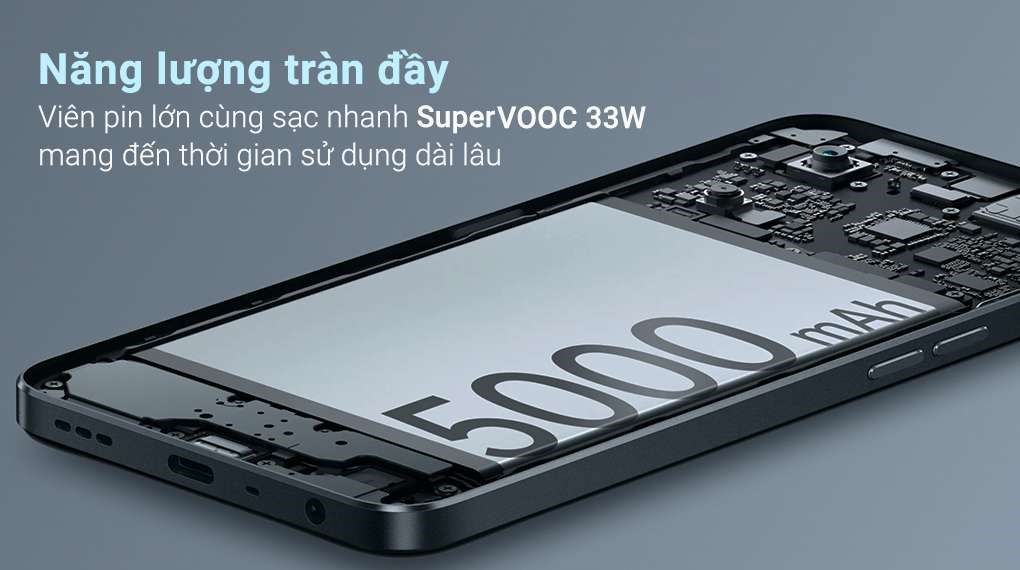 Năng lượng tràn đầy
Viên pin lớn cùng sạc nhanh SuperVOOC 33W
mang đến thời gian sử dụng dài lâu
5000 mAh